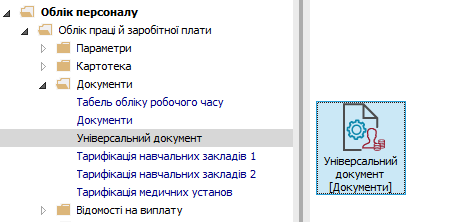 Облік персоналу
Облік праці й заробітної плати
Параметри
Картотека
Документи
Табель обліку робочого часу
Документи
Універсальний документ
Тарифікація навчальних закладів 1
Тарифікація навчальних закладів 2
Тарифікація медичних установ
Відомості на виплату
Універсальний
документ
[Документи]